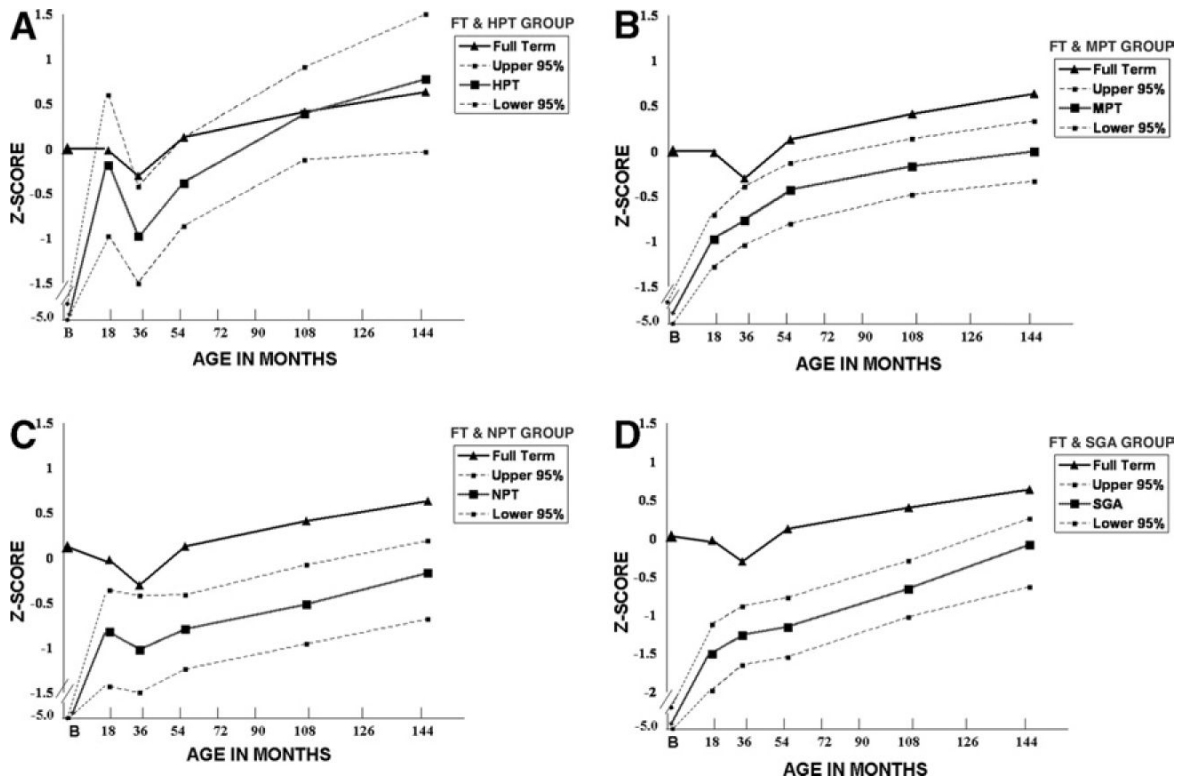 A
1.5
1
0.5
0
-0.5
-1
-1.5
-5.0
Z-SCORE
B 18 36 54 72 90 108 126 144
AGE IN MONTHS
FT & HPT GROUP
Full Term
Upper 95%
HPT
Lower 95%
B
1.5
1
0.5
0
-0.5
-1
-1.5
-5.0
Z-SCORE
B 18 36 54 72 90 108 126 144
AGE IN MONTHS
FT & MPT GROUP
Full Term
Upper 95%
MPT
Lower 95%
C
1.5
1
0.5
0
-0.5
-1
-1.5
-5.0
Z-SCORE
B 18 36 54 72 90 108 126 144
AGE IN MONTHS
FT & NPT GROUP
Full Term
Upper 95%
NPT
Lower 95%
D
1.5
1
0.5
0
-0.5
-1
-1.5
-2
-5.0
Z-SCORE
B 18 36 54 72 90 108 126 144
AGE IN MONTHS
FT & SGA GROUP
Full Term
Upper 95%
SGA
Lower 95%